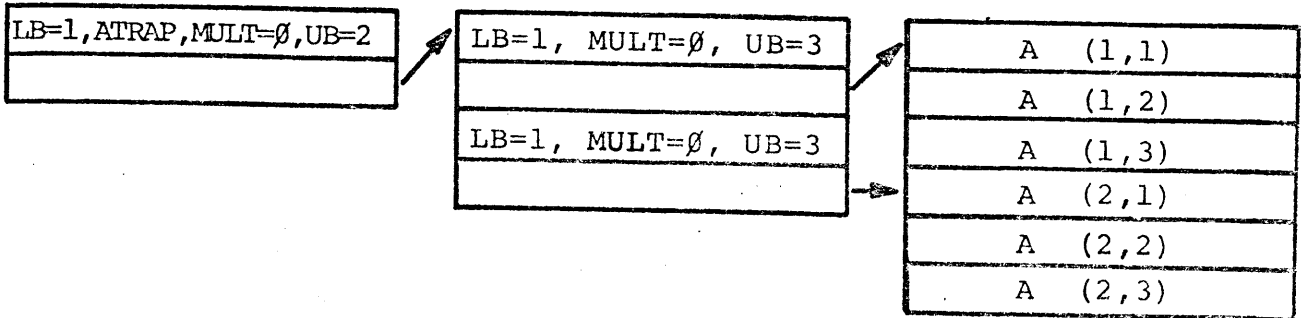 LB=1,ATRAP,MULT=Ø,UB=2
LB=1, MULT=Ø, UB=3
LB=1, MULT=Ø, UB=3
A (1,1)
A (1,2)
A (1,3)
A (2,1)
A (2,2)
A (2,3)